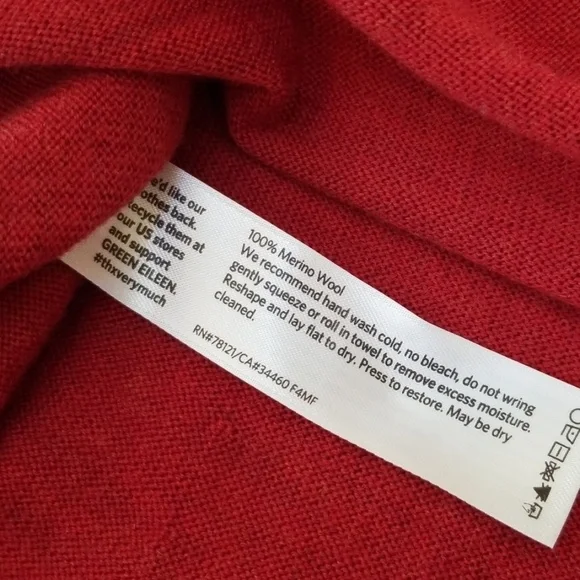 e'd like our
othes back.
ecycle them at
our US stores
and support
GREEN EILEEN.
#thxverymuch
100% Merino Wool
We recommend hand wash cold, no bleach, do not wring
gently squeeze or roll in towel to remove excess moisture.
Reshape and lay flat to dry. Press to restore. May be dry
cleaned.
RN#78121/CA#34460 F4MF